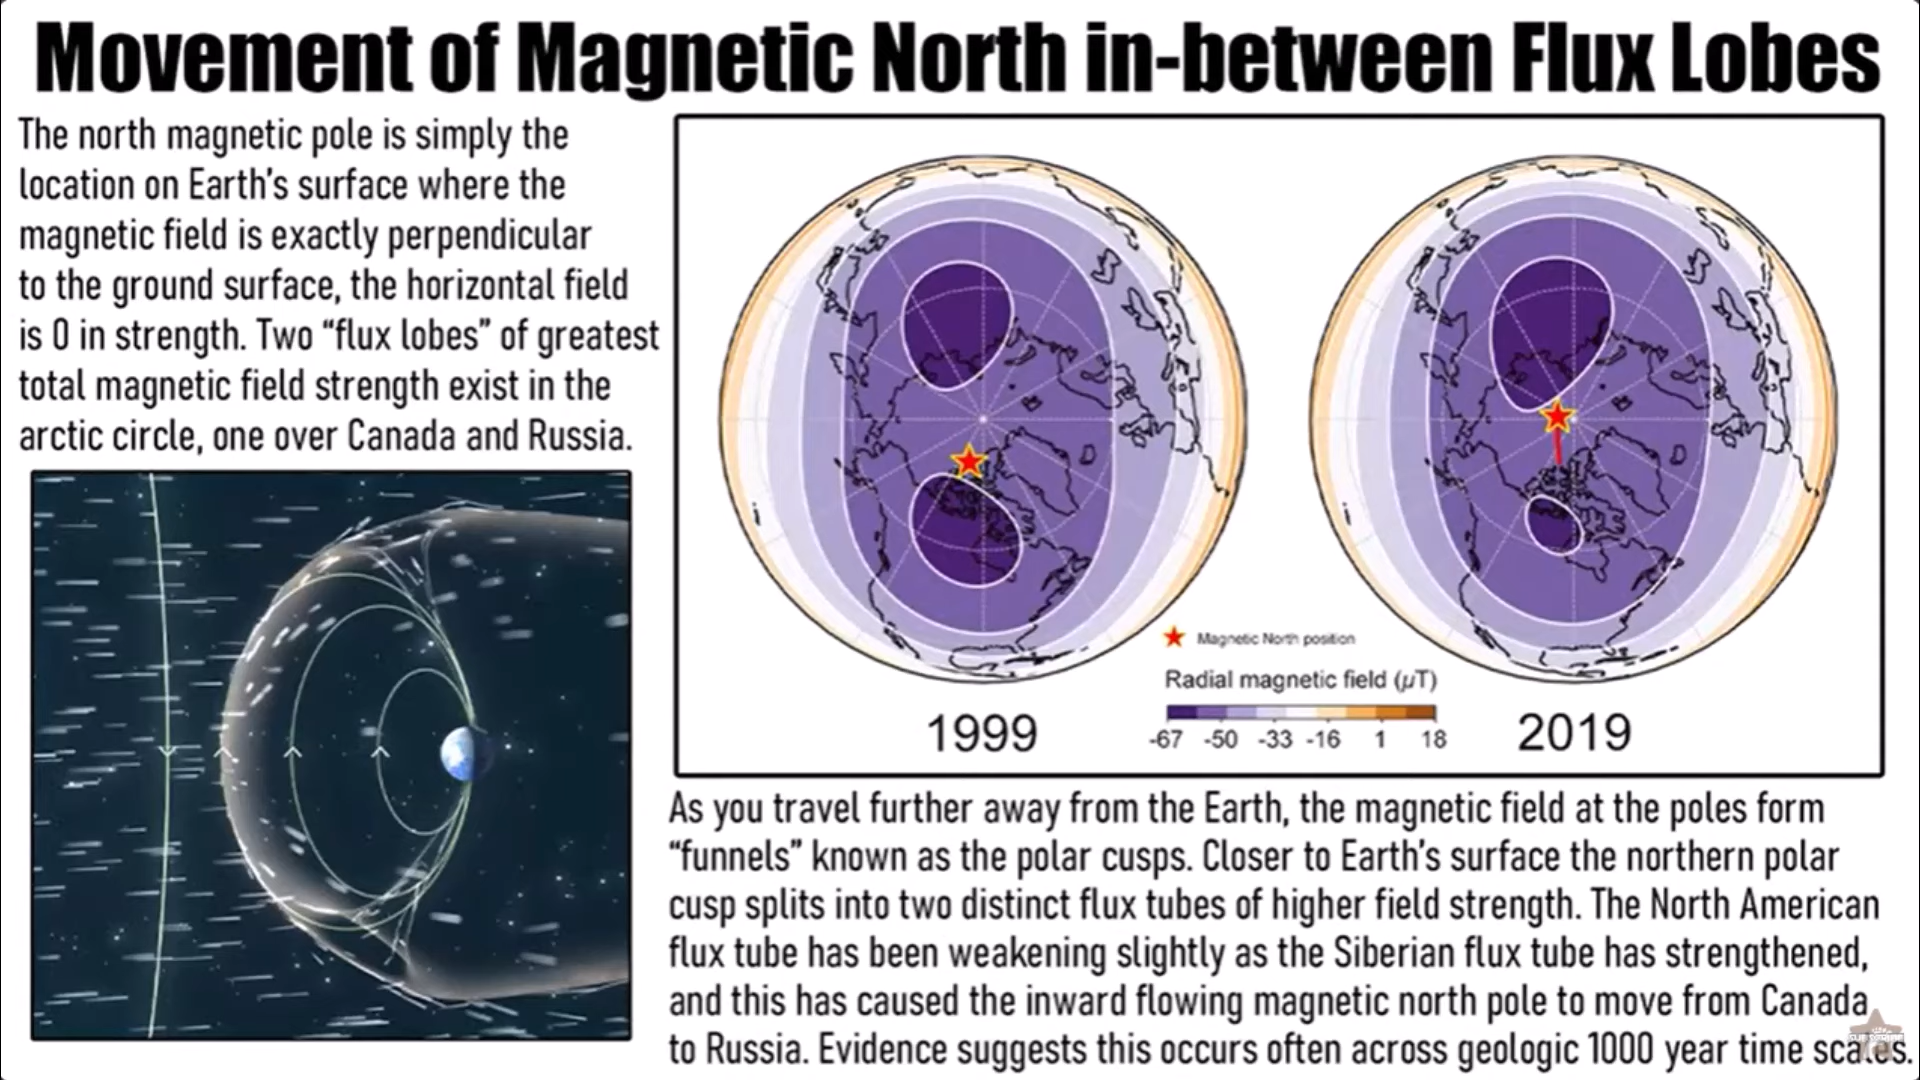 Movement of Magnetic North in-between Flux Lobes
The north magnetic pole is simply the
location on Earth's surface where the
magnetic field is exactly perpendicular
to the ground surface, the horizontal field
is 0 in strength. Two “flux lobes” of greatest
total magnetic field strength exist in the
arctic circle, one over Canada and Russia.
Magnetic North position
Radial magnetic field (µT)
-67 -50 -33 -16 1 18
1999
2019
As you travel further away from the Earth, the magnetic field at the poles form
“funnels” known as the polar cusps. Closer to Earth's surface the northern polar
cusp splits into two distinct flux tubes of higher field strength. The North American
flux tube has been weakening slightly as the Siberian flux tube has strengthened,
and this has caused the inward flowing magnetic north pole to move from Canada
to Russia. Evidence suggests this occurs often across geologic 1000 year time scales.
SUBSCRIBE